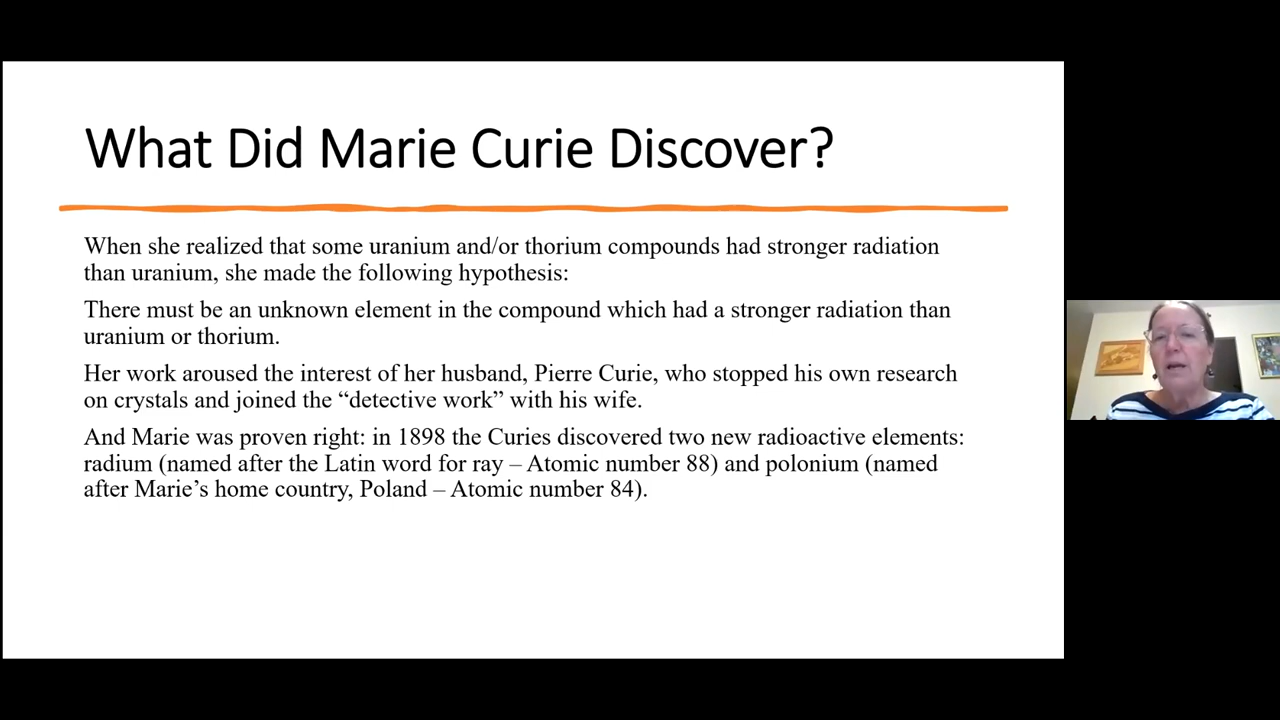 What Did Marie Curie Discover?
When she realized that some uranium and/or thorium compounds had stronger radiation
than uranium, she made the following hypothesis:
There must be an unknown element in the compound which had a stronger radiation than
uranium or thorium.
Her work aroused the interest of her husband, Pierre Curie, who stopped his own research
on crystals and joined the “detective work” with his wife.
And Marie was proven right: in 1898 the Curies discovered two new radioactive elements:
radium (named after the Latin word for ray – Atomic number 88) and polonium (named
after Marie’s home country, Poland – Atomic number 84).